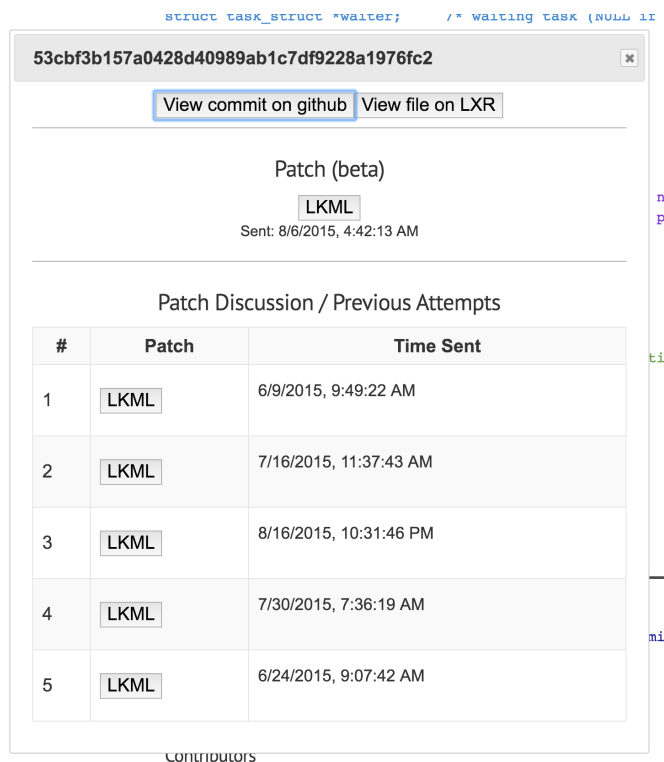 struct task_struct *waiter; /* waiting task (NULL if
53cbf3b157a0428d40989ab1c7df9228a1976fc2
View commit on github View file on LXR
Patch (beta)
LKML
Sent: 8/6/2015, 4:42:13 AM
Patch Discussion / Previous Attempts
# Patch Time Sent
1 LKML 6/9/2015, 9:49:22 AM
2 LKML 7/16/2015, 11:37:43 AM
3 LKML 8/16/2015, 10:31:46 PM
4 LKML 7/30/2015, 7:36:19 AM
5 LKML 6/24/2015, 9:07:42 AM
Contributors